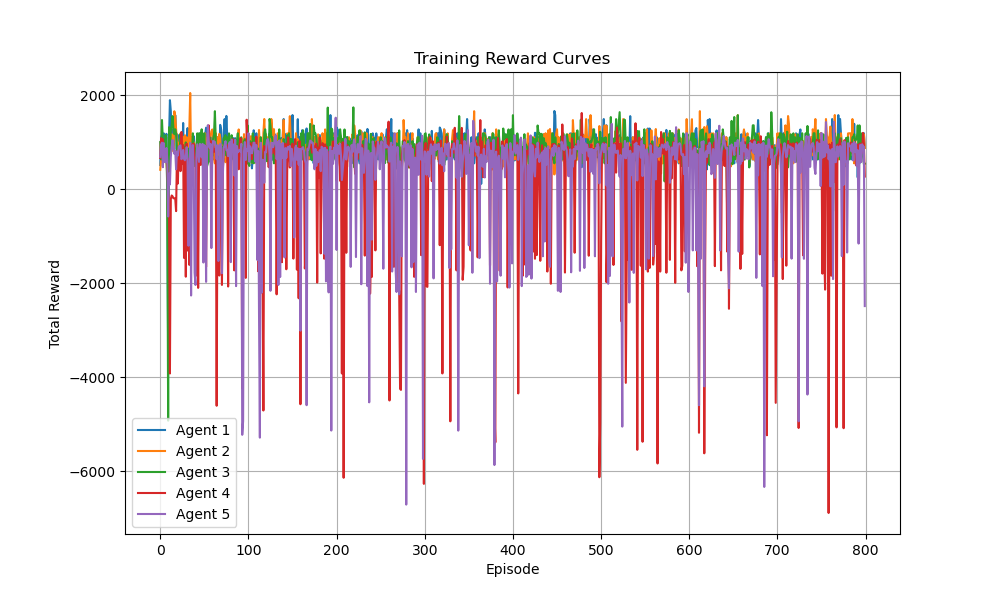 Training Reward Curves
Total Reward
2000
0
−2000
−4000
−6000
Agent 1
Agent 2
Agent 3
Agent 4
Agent 5
0 100 200 300 400 500 600 700 800
Episode